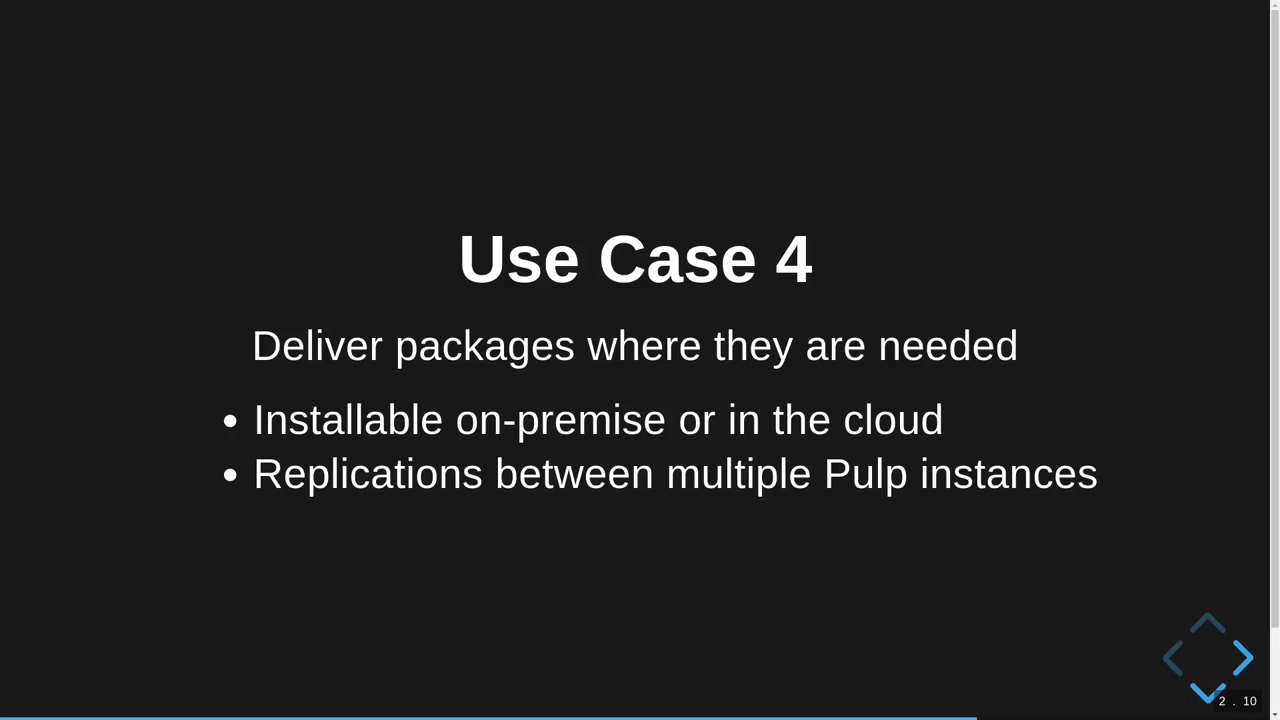 Use Case 4
Deliver packages where they are needed
• Installable on-premise or in the cloud
• Replications between multiple Pulp instances
2 . 10